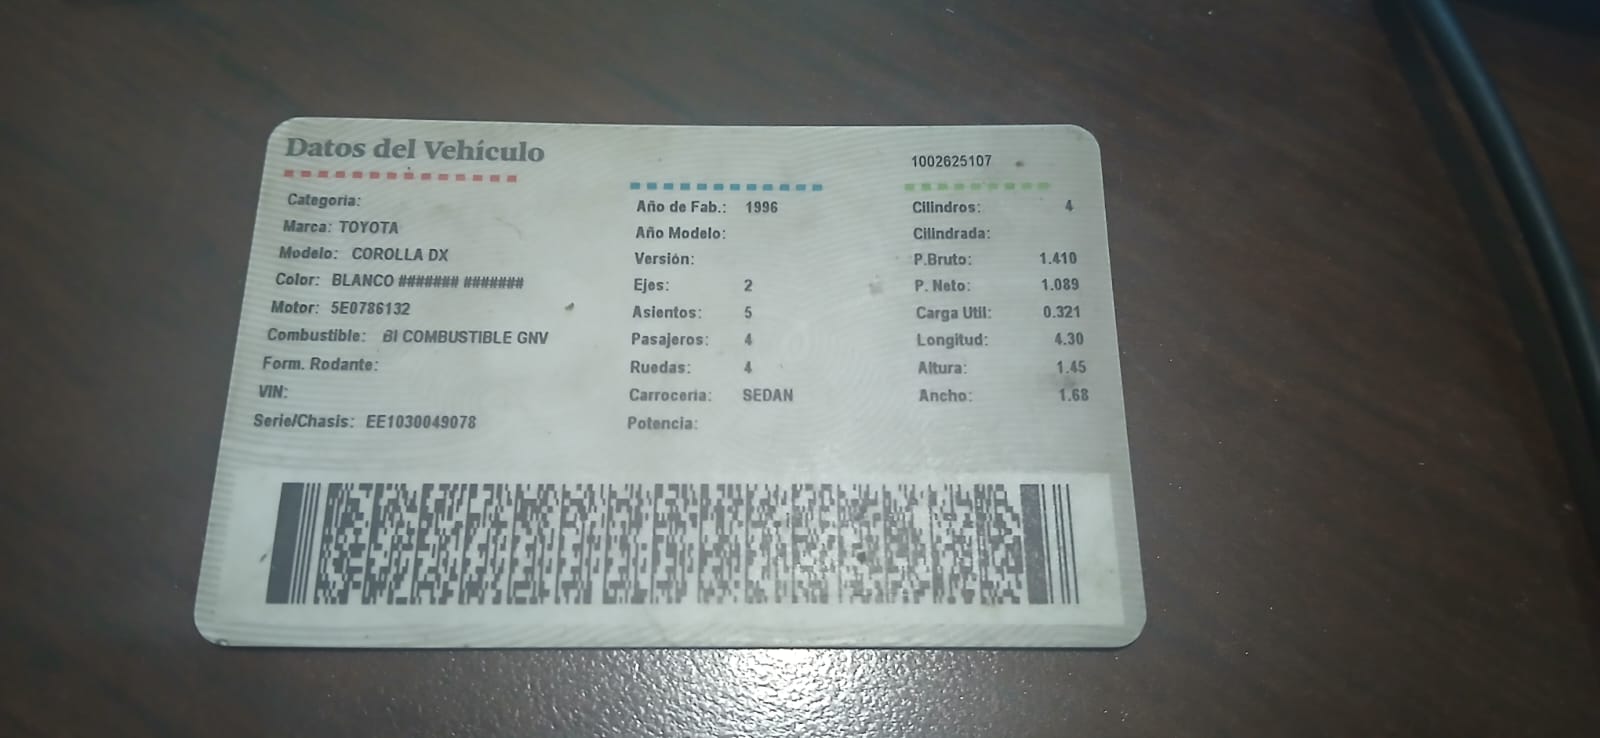 Datos del Vehículo
Categoria:
Marca: TOYOTA
Modelo: COROLLA DX
Color: BLANCO ####### #######
Motor: 5E0786132
Combustible: BI COMBUSTIBLE GNV
Form. Rodante:
VIN:
Serie/Chasis: EE1030049078
Año de Fab.: 1996
Año Modelo:
Versión:
Ejes: 2
Asientos: 5
Pasajeros: 4
Ruedas: 4
Carroceria: SEDAN
Potencia:
1002625107
Cilindros: 4
Cilindrada:
P.Bruto: 1.410
P. Neto: 1.089
Carga Util: 0.321
Longitud: 4.30
Altura: 1.45
Ancho: 1.68